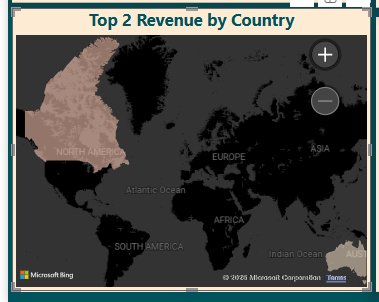 Top 2 Revenue by Country
NORTH AMERICA
EUROPE
ASIA
Atlantic Ocean
AFRICA
SOUTH AMERICA
Indian Ocean
AUST
Microsoft Bing
© 2025 Microsoft Corporation Terms